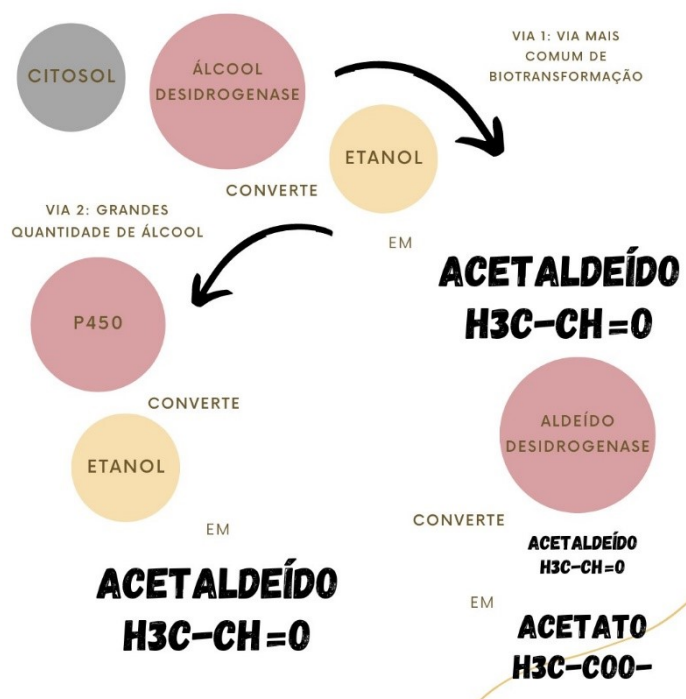 CITOSOL
ÁLCOOL
DESIDROGENASE
VIA 1: VIA MAIS
COMUM DE
BIOTRANSFORMAÇÃO
ETANOL
CONVERTE
EM
ACETALDEÍDO
H3C-CH=O
VIA 2: GRANDES
QUANTIDADE DE ÁLCOOL
P450
CONVERTE
ETANOL
EM
ACETALDEÍDO
H3C-CH=O
ALDEÍDO
DESIDROGENASE
CONVERTE
ACETALDEÍDO
H3C-CH=O
EM
ACETATO
H3C-COO-